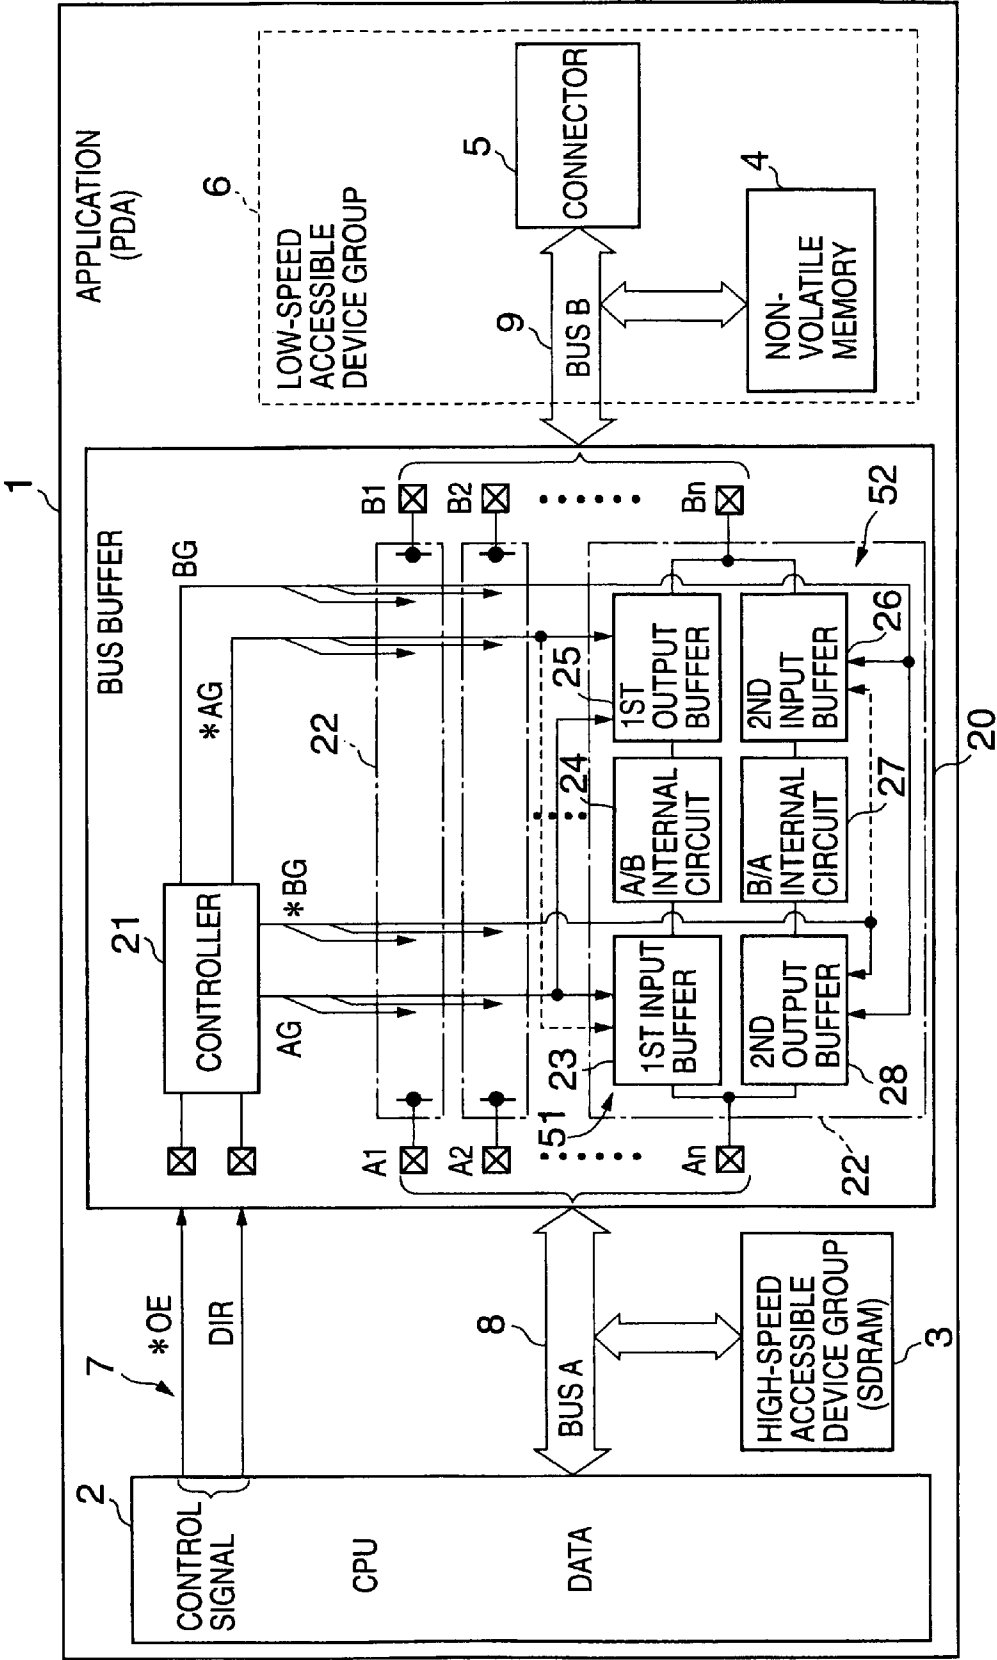 1
APPLICATION
(PDA)
2
CONTROL
SIGNAL
CPU
DATA
7
*OE
DIR
8
BUS A
HIGH-SPEED
ACCESSIBLE
DEVICE GROUP
(SDRAM)
3
BUS BUFFER
21
CONTROLLER
AG
*BG
*AG
BG
22
A1
A2
An
B1
B2
Bn
51
23
1ST INPUT
BUFFER
24
A/B
INTERNAL
CIRCUIT
25
1ST
OUTPUT
BUFFER
2ND
OUTPUT
BUFFER
28
B/A
INTERNAL
CIRCUIT
27
2ND
INPUT
BUFFER
26
52
22
20
6
LOW-SPEED
ACCESSIBLE
DEVICE GROUP
9
BUS B
5
CONNECTOR
4
NON-
VOLATILE
MEMORY